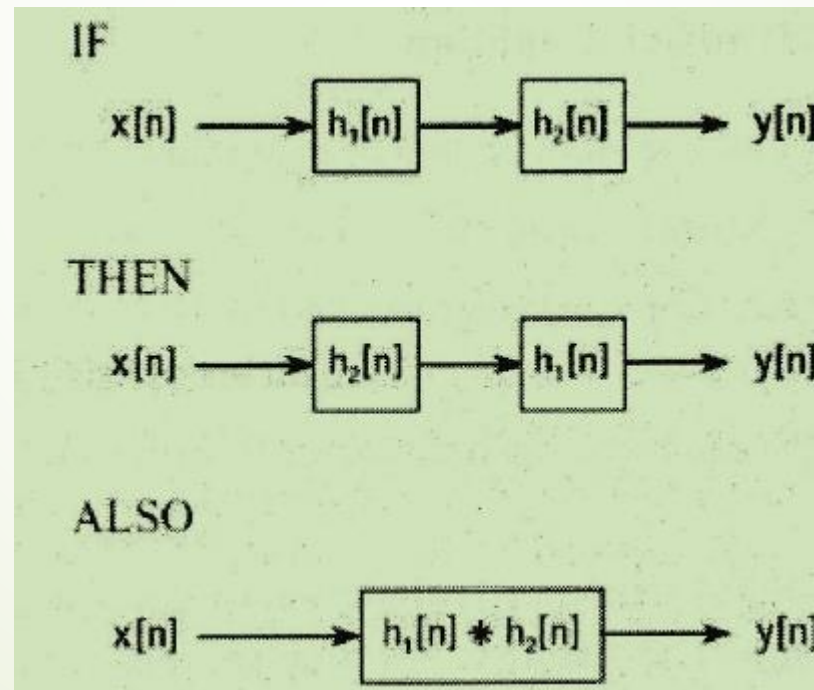 IF
x[n] h₁[n] h₂[n] y[n]
THEN
x[n] h₂[n] h₁[n] y[n]
ALSO
x[n] h₁[n] * h₂[n] y[n]